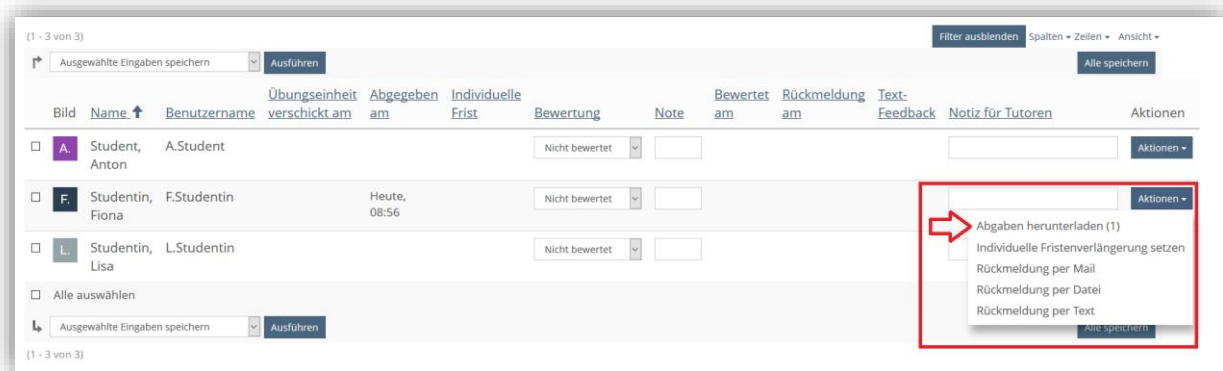 (1 - 3 von 3)
Filter ausblenden Spalten Zeilen Ansicht
Ausgewählte Eingaben speichern Ausführen Alle speichern
Bild Name Benutzername Übungseinheit verschickt am Abgegeben am Individuelle Frist Bewertung Note Bewertet am Rückmeldung am Text-Feedback Notiz für Tutoren Aktionen
A. Student, A.Student Nicht bewertet Aktionen
Anton
F. Studentin, F.Studentin Heute, Nicht bewertet Aktionen
Fiona 08:56
Abgaben herunterladen (1)
Individuelle Fristenverlängerung setzen
Rückmeldung per Mail
Rückmeldung per Datei
Rückmeldung per Text
L. Studentin, L.Studentin Nicht bewertet
Lisa
Alle auswählen
Ausgewählte Eingaben speichern Ausführen Alle speichern
(1 - 3 von 3)